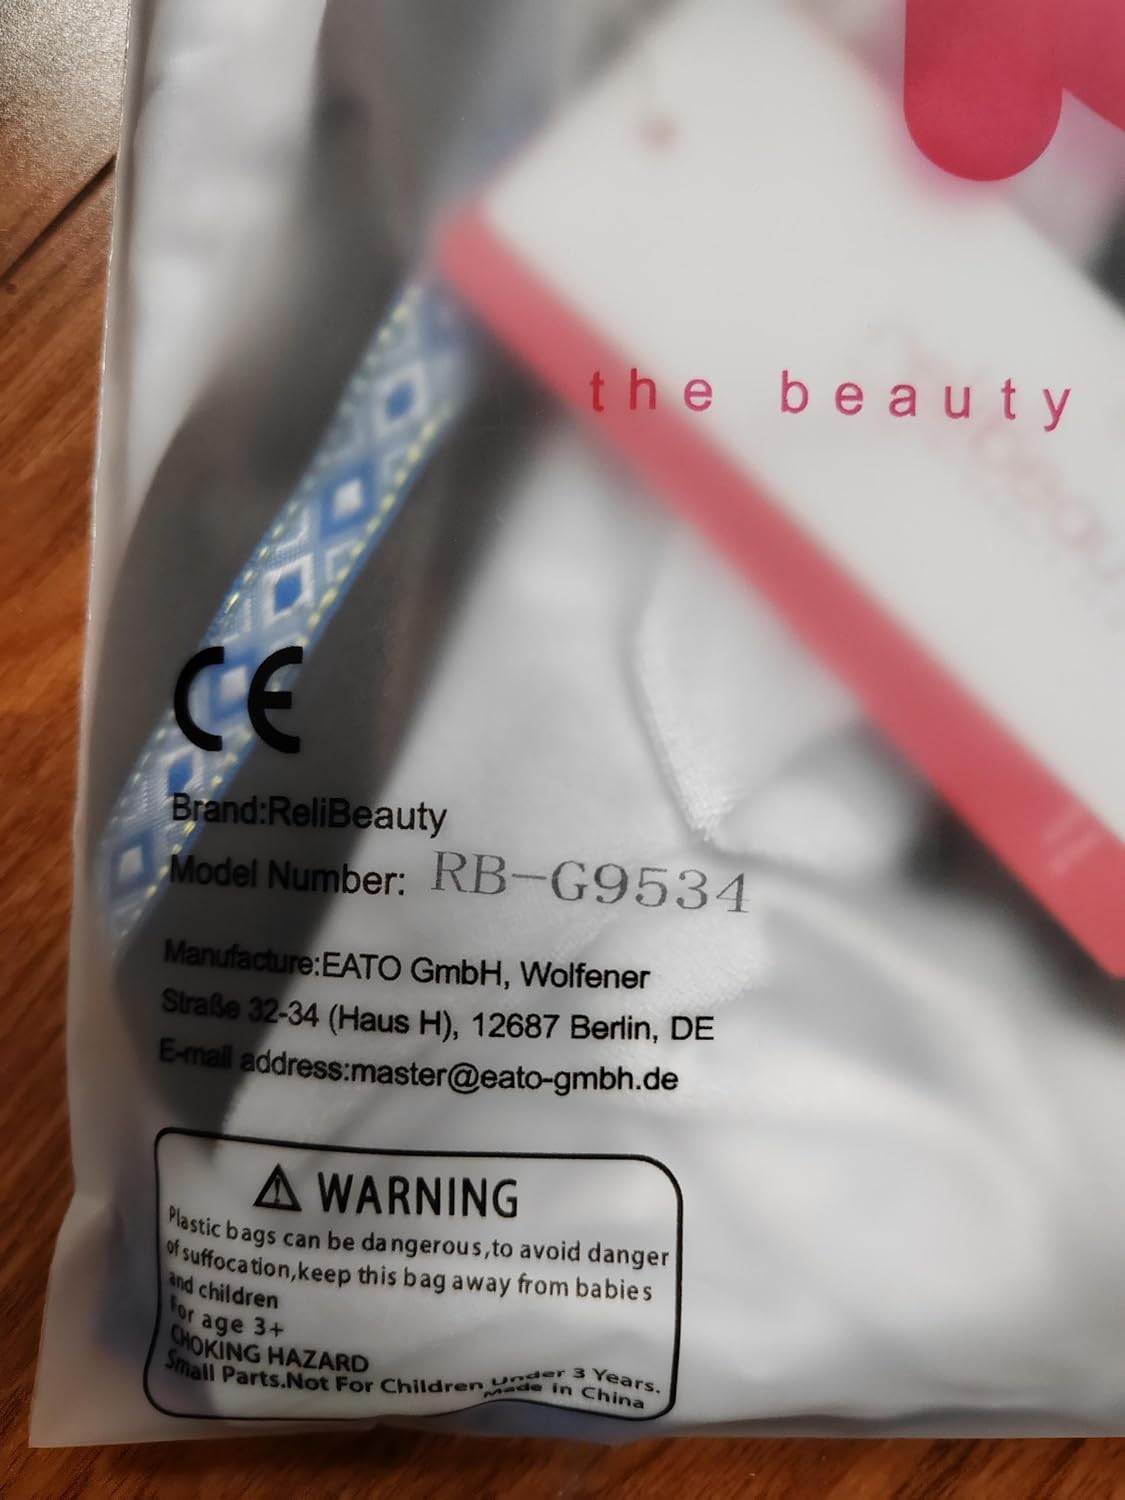 the beauty
CE
Brand:ReliBeauty
Model Number: RB-G9534
Manufacture:EATO GmbH, Wolfener
Straße 32-34 (Haus H), 12687 Berlin, DE
E-mail address:master@eato-gmbh.de
⚠ WARNING
Plastic bags can be dangerous,to avoid danger
of suffocation,keep this bag away from babies
and children
For age 3+
CHOKING HAZARD
Small Parts.Not For Children Under 3 Years.
Made in China